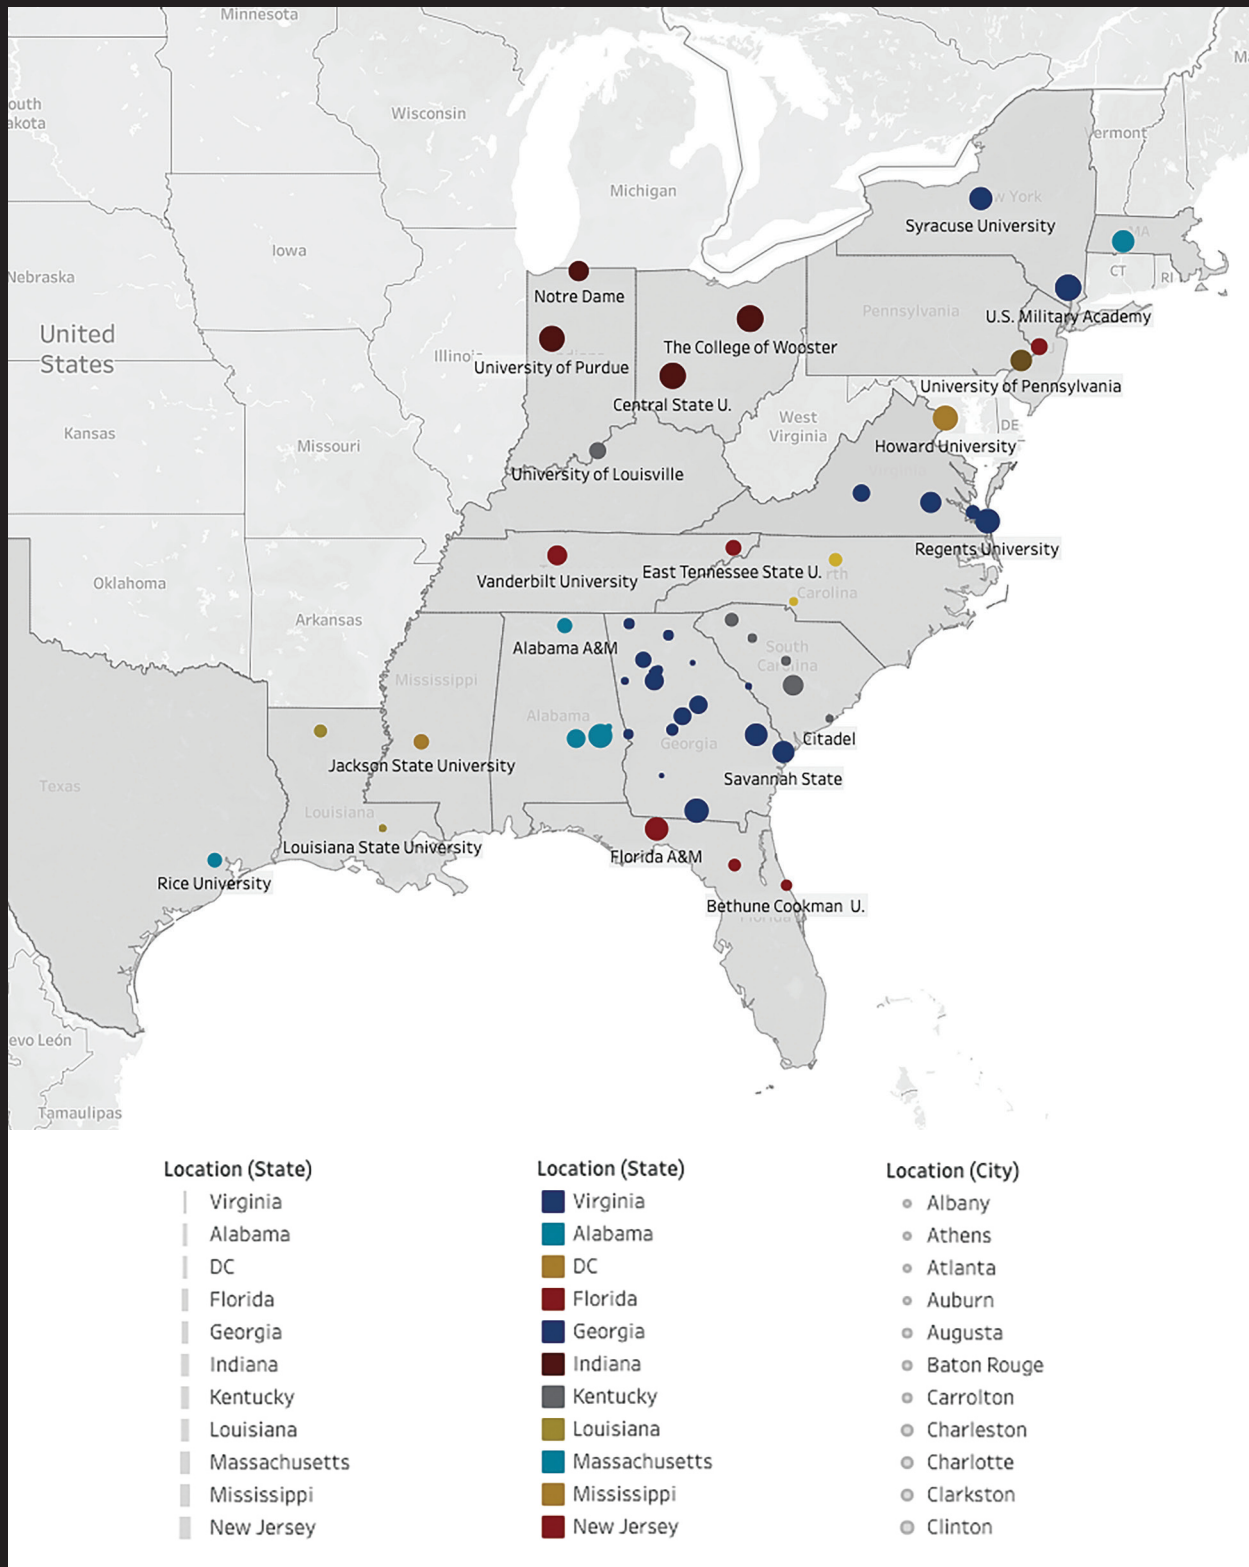 Minnesota
Wisconsin
Michigan
Vermont
Iowa
Nebraska
United
States
Kansas
Missouri
Oklahoma
Arkansas
Texas
Tamaulipas
MA
CT
RI
Pennsylvania
DE
West
Virginia
Virginia
Syracuse University
U.S. Military Academy
University of Pennsylvania
Howard University
Regents University
Notre Dame
University of Purdue
The College of Wooster
Central State U.
University of Louisville
Vanderbilt University
East Tennessee State U.
Carolina
South
Carolina
Alabama A&M
Mississippi
Alabama
Georgia
Citadel
Savannah State
Jackson State University
Louisiana
Louisiana State University
Rice University
Florida A&M
Bethune Cookman U.
Location (State)
Virginia
Alabama
DC
Florida
Georgia
Indiana
Kentucky
Louisiana
Massachusetts
Mississippi
New Jersey
Location (State)
Virginia
Alabama
DC
Florida
Georgia
Indiana
Kentucky
Louisiana
Massachusetts
Mississippi
New Jersey
Location (City)
Albany
Athens
Atlanta
Auburn
Augusta
Baton Rouge
Carrolton
Charleston
Charlotte
Clarkston
Clinton